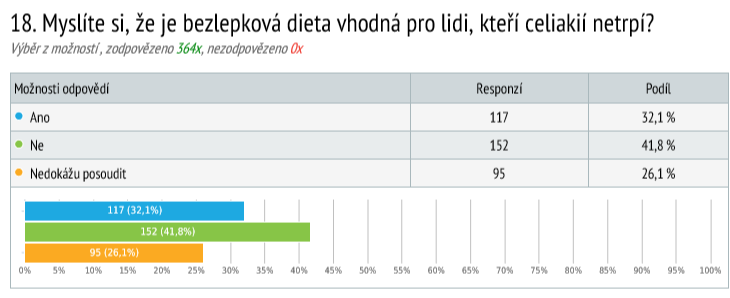 18. Myslíte si, že je bezlepková dieta vhodná pro lidi, kteří celiakií netrpí?
Výběr z možností, zodpovězeno 364x, nezodpovězeno 0x
Možnosti odpovědí Responzí Podíl
Ano 117 32,1 %
Ne 152 41,8 %
Nedokážu posoudit 95 26,1 %
117 (32,1%)
152 (41,8%)
95 (26,1%)
0% 5% 10% 15% 20% 25% 30% 35% 40% 45% 50% 55% 60% 65% 70% 75% 80% 85% 90% 95% 100%